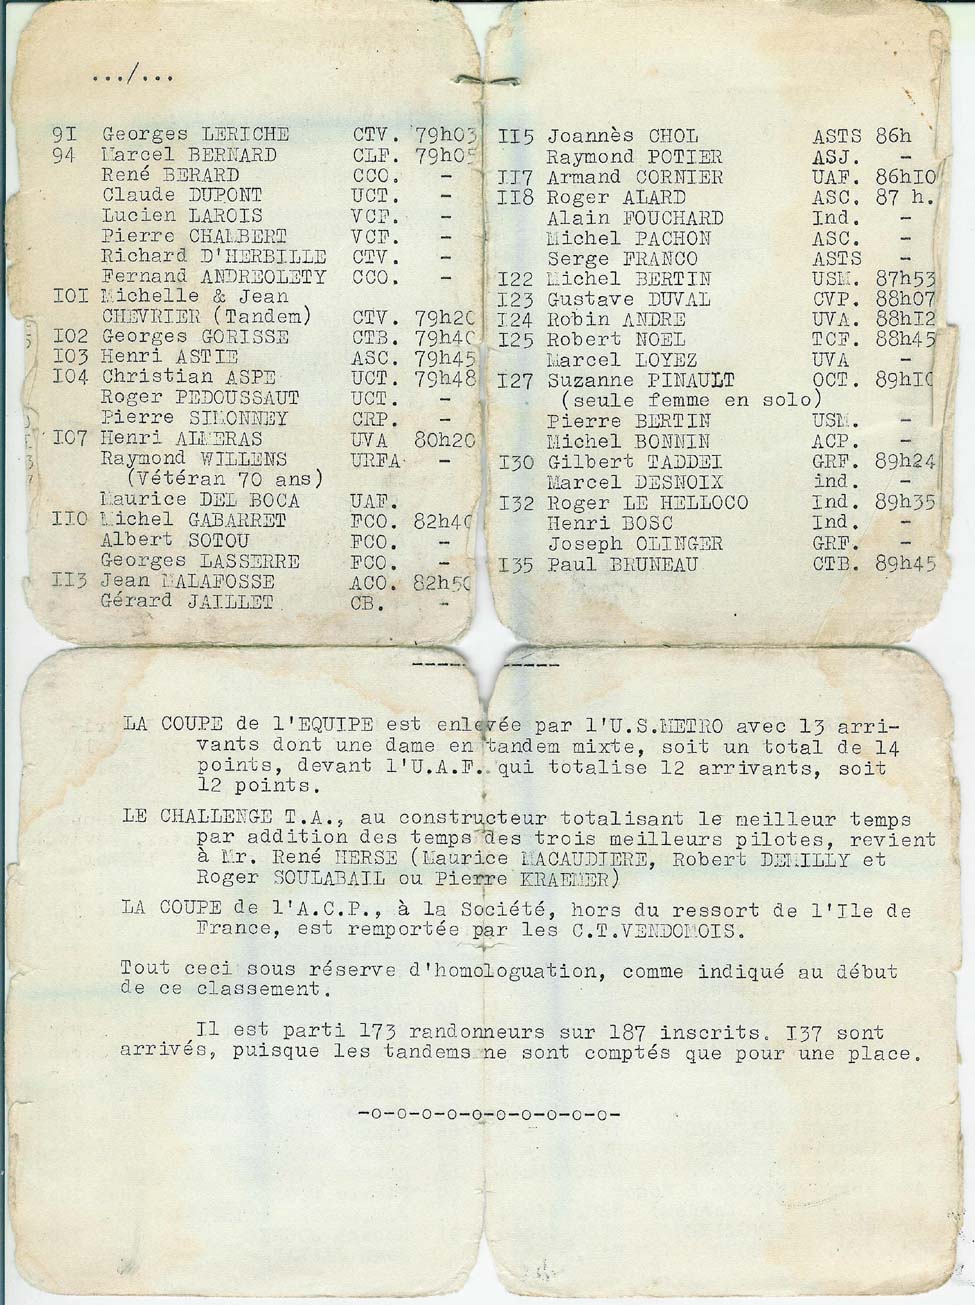 .../...
9I Georges LERICHE CTV. 79h03
94 Marcel BERNARD CLF. 79h05
René BERARD CCO. -
Claude DUPONT UCT. -
Lucien LAROIS VCF. -
Pierre CHALBERT VCF. -
Richard D'HERBILLE CTV. -
Fernand ANDREOLETY CCO. -
IOI Michelle & Jean
CHEVRIER (Tandem) CTV. 79h20
IO2 Georges GORISSE CTB. 79h40
IO3 Henri ASTIE ASC. 79h45
IO4 Christian ASPE UCT. 79h48
Roger PEDOUSSAUT UCT. -
Pierre SIMONNEY CRP. -
IO7 Henri ALMERAS UVA 80h20
Raymond WILLENS URFA -
(Vétéran 70 ans)
Maurice DEL BOCA UAF. -
IIO Michel GABARRET FCO. 82h40
Albert SOTOU FCO. -
Georges LASSERRE FCO. -
II3 Jean MALAFOSSE ACO. 82h50
Gérard JAILLET CB. -
II5 Joannès CHOL ASTS 86h
Raymond POTIER ASJ. -
II7 Armand CORNIER UAF. 86hIO
II8 Roger ALARD ASC. 87 h.
Alain FOUCHARD Ind. -
Michel PACHON ASC. -
Serge FRANCO ASTS -
I22 Michel BERTIN USM. 87h53
I23 Gustave DUVAL CVP. 88h07
I24 Robin ANDRE UVA. 88hI2
I25 Robert NOEL TCF. 88h45
Marcel LOYEZ UVA -
I27 Suzanne PINAULT OCT. 89hIO
(seule femme en solo)
Pierre BERTIN USM. -
Michel BONNIN ACP. -
I30 Gilbert TADDEI GRF. 89h24
Marcel DESNOIX ind. -
I32 Roger LE HELLOCO Ind. 89h35
Henri BOSC Ind. -
Joseph OLINGER GRF. -
I35 Paul BRUNEAU CTB. 89h45
LA COUPE de l'EQUIPE est enlevée par l'U.S.METRO avec I3 arri-
vants dont une dame en tandem mixte, soit un total de I4
points, devant l'U.A.F. qui totalise I2 arrivants, soit
I2 points.
LE CHALLENGE T.A., au constructeur totalisant le meilleur temps
par addition des temps des trois meilleurs pilotes, revient
à Mr. René HERSE (Maurice MACAUDIERE, Robert DEMILLY et
Roger SOULABAIL ou Pierre KRAEMER)
LA COUPE de l'A.C.P., à la Société, hors du ressort de l'Ile de
France, est remportée par les C.T.VENDOMOIS.
Tout ceci sous réserve d'homologuation, comme indiqué au début
de ce classement.
Il est parti I73 randonneurs sur I87 inscrits. I37 sont
arrivés, puisque les tandems ne sont comptés que pour une place.
-o-o-o-o-o-o-o-o-o-o-